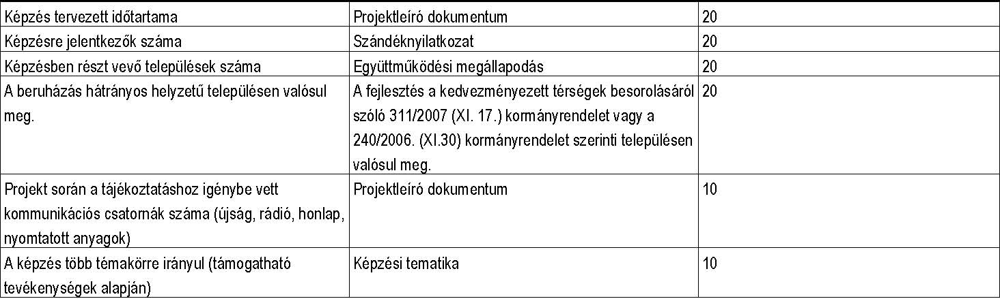 Képzés tervezett időtartama Projektleíró dokumentum 20
Képzésre jelentkezők száma Szándéknyilatkozat 20
Képzésben részt vevő települések száma Együttműködési megállapodás 20
A beruházás hátrányos helyzetű településen valósul A fejlesztés a kedvezményezett térségek besorolásáról 20
meg. szóló 311/2007 (XI. 17.) kormányrendelet vagy a
240/2006. (XI.30) kormányrendelet szerinti településen
valósul meg.
Projekt során a tájékoztatáshoz igénybe vett Projektleíró dokumentum 10
kommunikációs csatornák száma (újság, rádió, honlap,
nyomtatott anyagok)
A képzés több témakörre irányul (támogatható Képzési tematika 10
tevékenységek alapján)